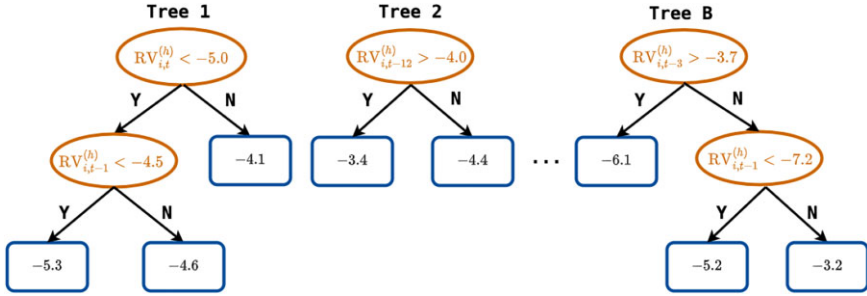 Tree 1 Tree 2 Tree B
RV_{i,t}^{(h)} < −5.0 RV_{i,t−12}^{(h)} > −4.0 RV_{i,t−3}^{(h)} > −3.7
Y N Y N Y N
RV_{i,t−1}^{(h)} < −4.5 −4.1 −3.4 −4.4 ... −6.1 RV_{i,t−1}^{(h)} < −7.2
Y N Y N
−5.3 −4.6 −5.2 −3.2